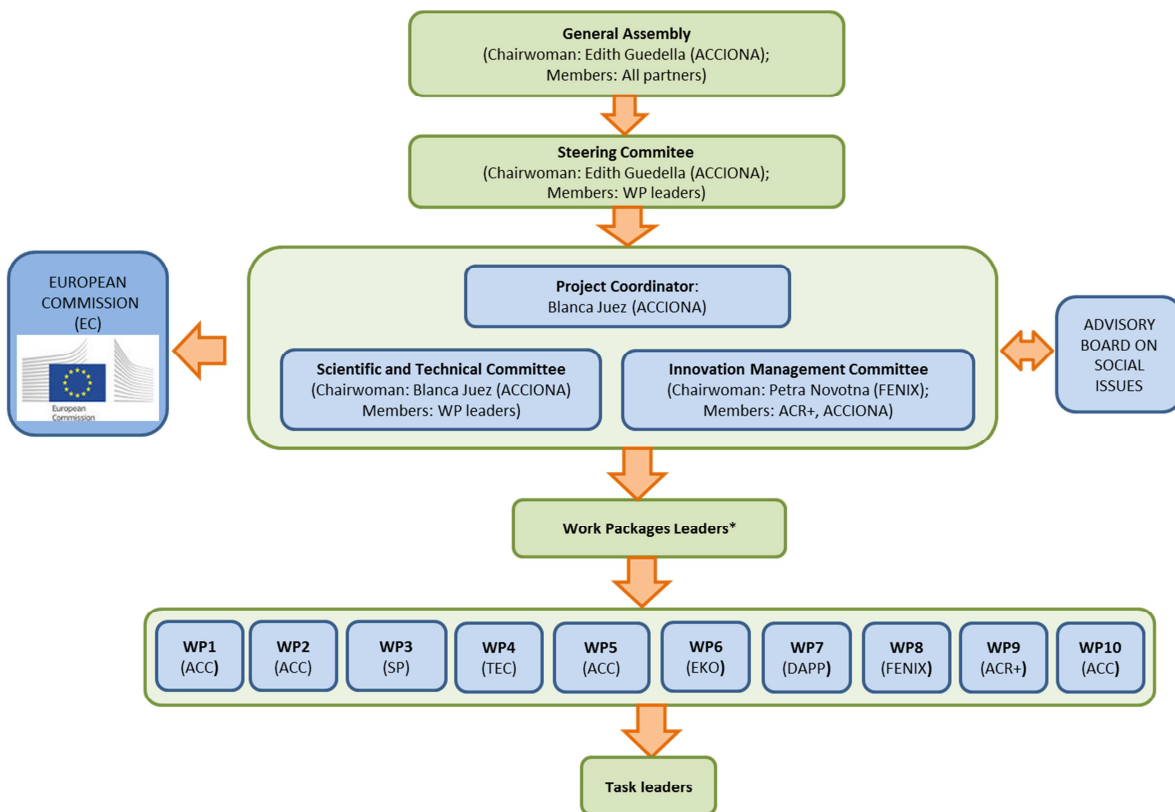 General Assembly
(Chairwoman: Edith Guedella (ACCIONA);
Members: All partners)
Steering Commitee
(Chairwoman: Edith Guedella (ACCIONA);
Members: WP leaders)
EUROPEAN
COMMISSION
(EC)
European
Commission
Project Coordinator:
Blanca Juez (ACCIONA)
Scientific and Technical Committee
(Chairwoman: Blanca Juez (ACCIONA)
Members: WP leaders)
Innovation Management Committee
(Chairwoman: Petra Novotna (FENIX);
Members: ACR+, ACCIONA)
ADVISORY
BOARD ON
SOCIAL
ISSUES
Work Packages Leaders*
WP1
(ACC)
WP2
(ACC)
WP3
(SP)
WP4
(TEC)
WP5
(ACC)
WP6
(EKO)
WP7
(DAPP)
WP8
(FENIX)
WP9
(ACR+)
WP10
(ACC)
Task leaders